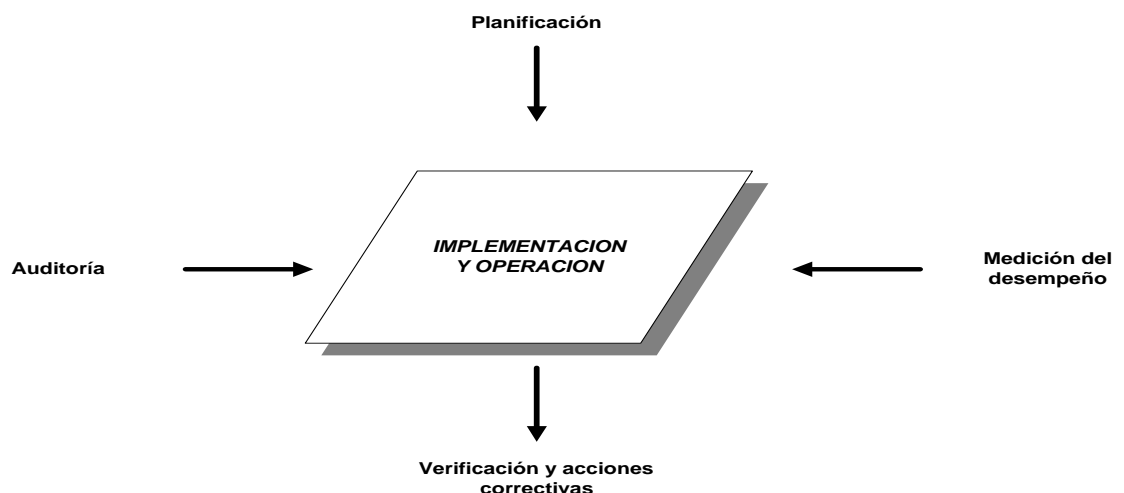 Planificación
IMPLEMENTACION
Y OPERACION
Auditoría
Medición del
desempeño
Verificación y acciones
correctivas